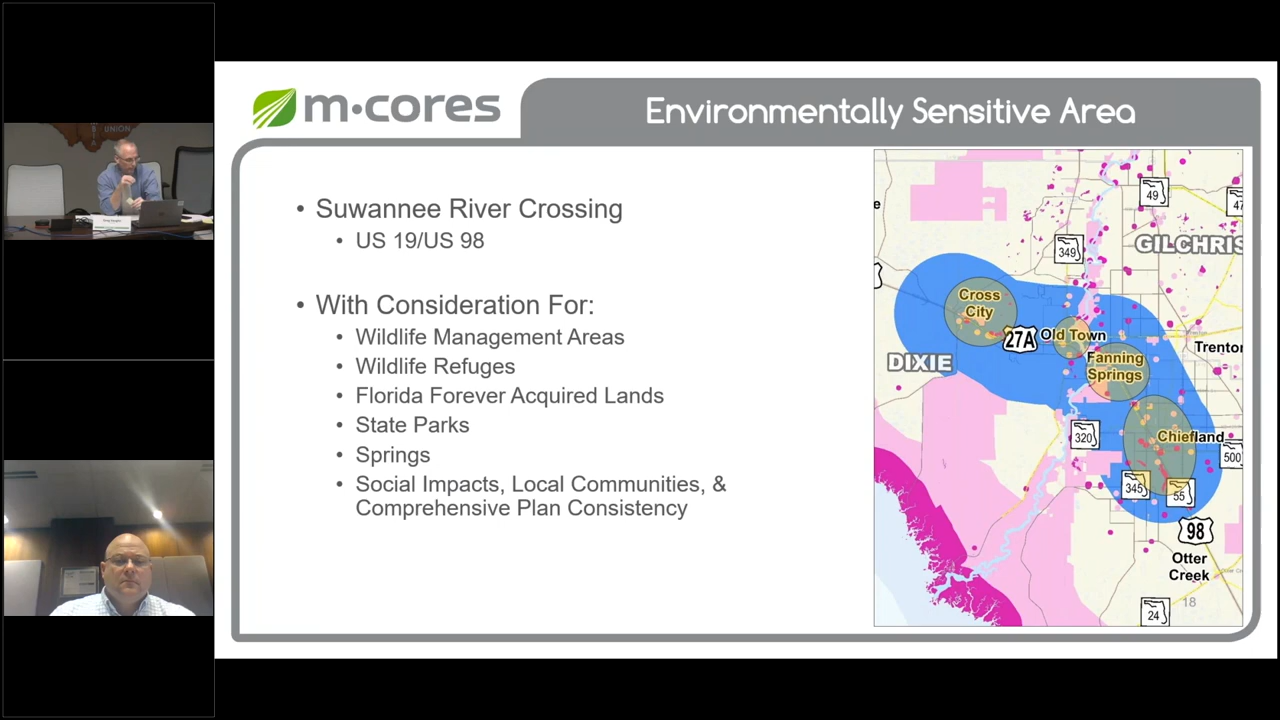 UNION
m·cores
Environmentally Sensitive Area
• Suwannee River Crossing
• US 19/US 98
• With Consideration For:
• Wildlife Management Areas
• Wildlife Refuges
• Florida Forever Acquired Lands
• State Parks
• Springs
• Social Impacts, Local Communities, &
Comprehensive Plan Consistency
e
49
47
GILCHRIS
349
Cross
City
27A
Old Town
Trenton
DIXIE
Fanning
Springs
320
Chiefland
500
345
55
98
Otter
Creek
18
24